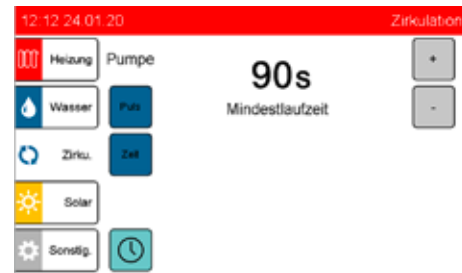 12:12 24.01.20 Zirkulation
Heizung Pumpe
90s
+
Wasser Puls Mindestlaufzeit -
Zirku. Zeit
Solar
Sonstig.